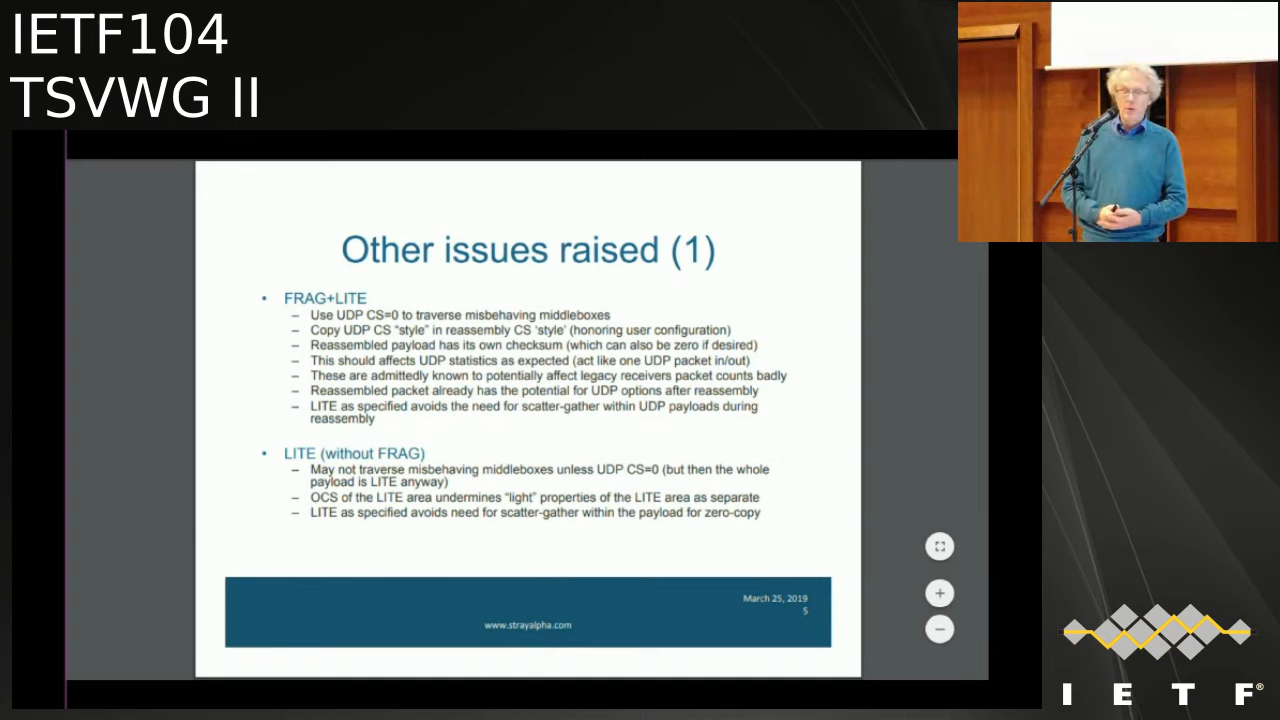 IETF104
TSVWG II
Other issues raised (1)
• FRAG+LITE
– Use UDP CS=0 to traverse misbehaving middleboxes
– Copy UDP CS “style” in reassembly CS ‘style’ (honoring user configuration)
– Reassembled payload has its own checksum (which can also be zero if desired)
– This should affects UDP statistics as expected (act like one UDP packet in/out)
– These are admittedly known to potentially affect legacy receivers packet counts badly
– Reassembled packet already has the potential for UDP options after reassembly
– LITE as specified avoids the need for scatter-gather within UDP payloads during
reassembly
• LITE (without FRAG)
– May not traverse misbehaving middleboxes unless UDP CS=0 (but then the whole
payload is LITE anyway)
– OCS of the LITE area undermines “light” properties of the LITE area as separate
– LITE as specified avoids need for scatter-gather within the payload for zero-copy
March 25, 2019
5
www.strayalpha.com
I E T F®